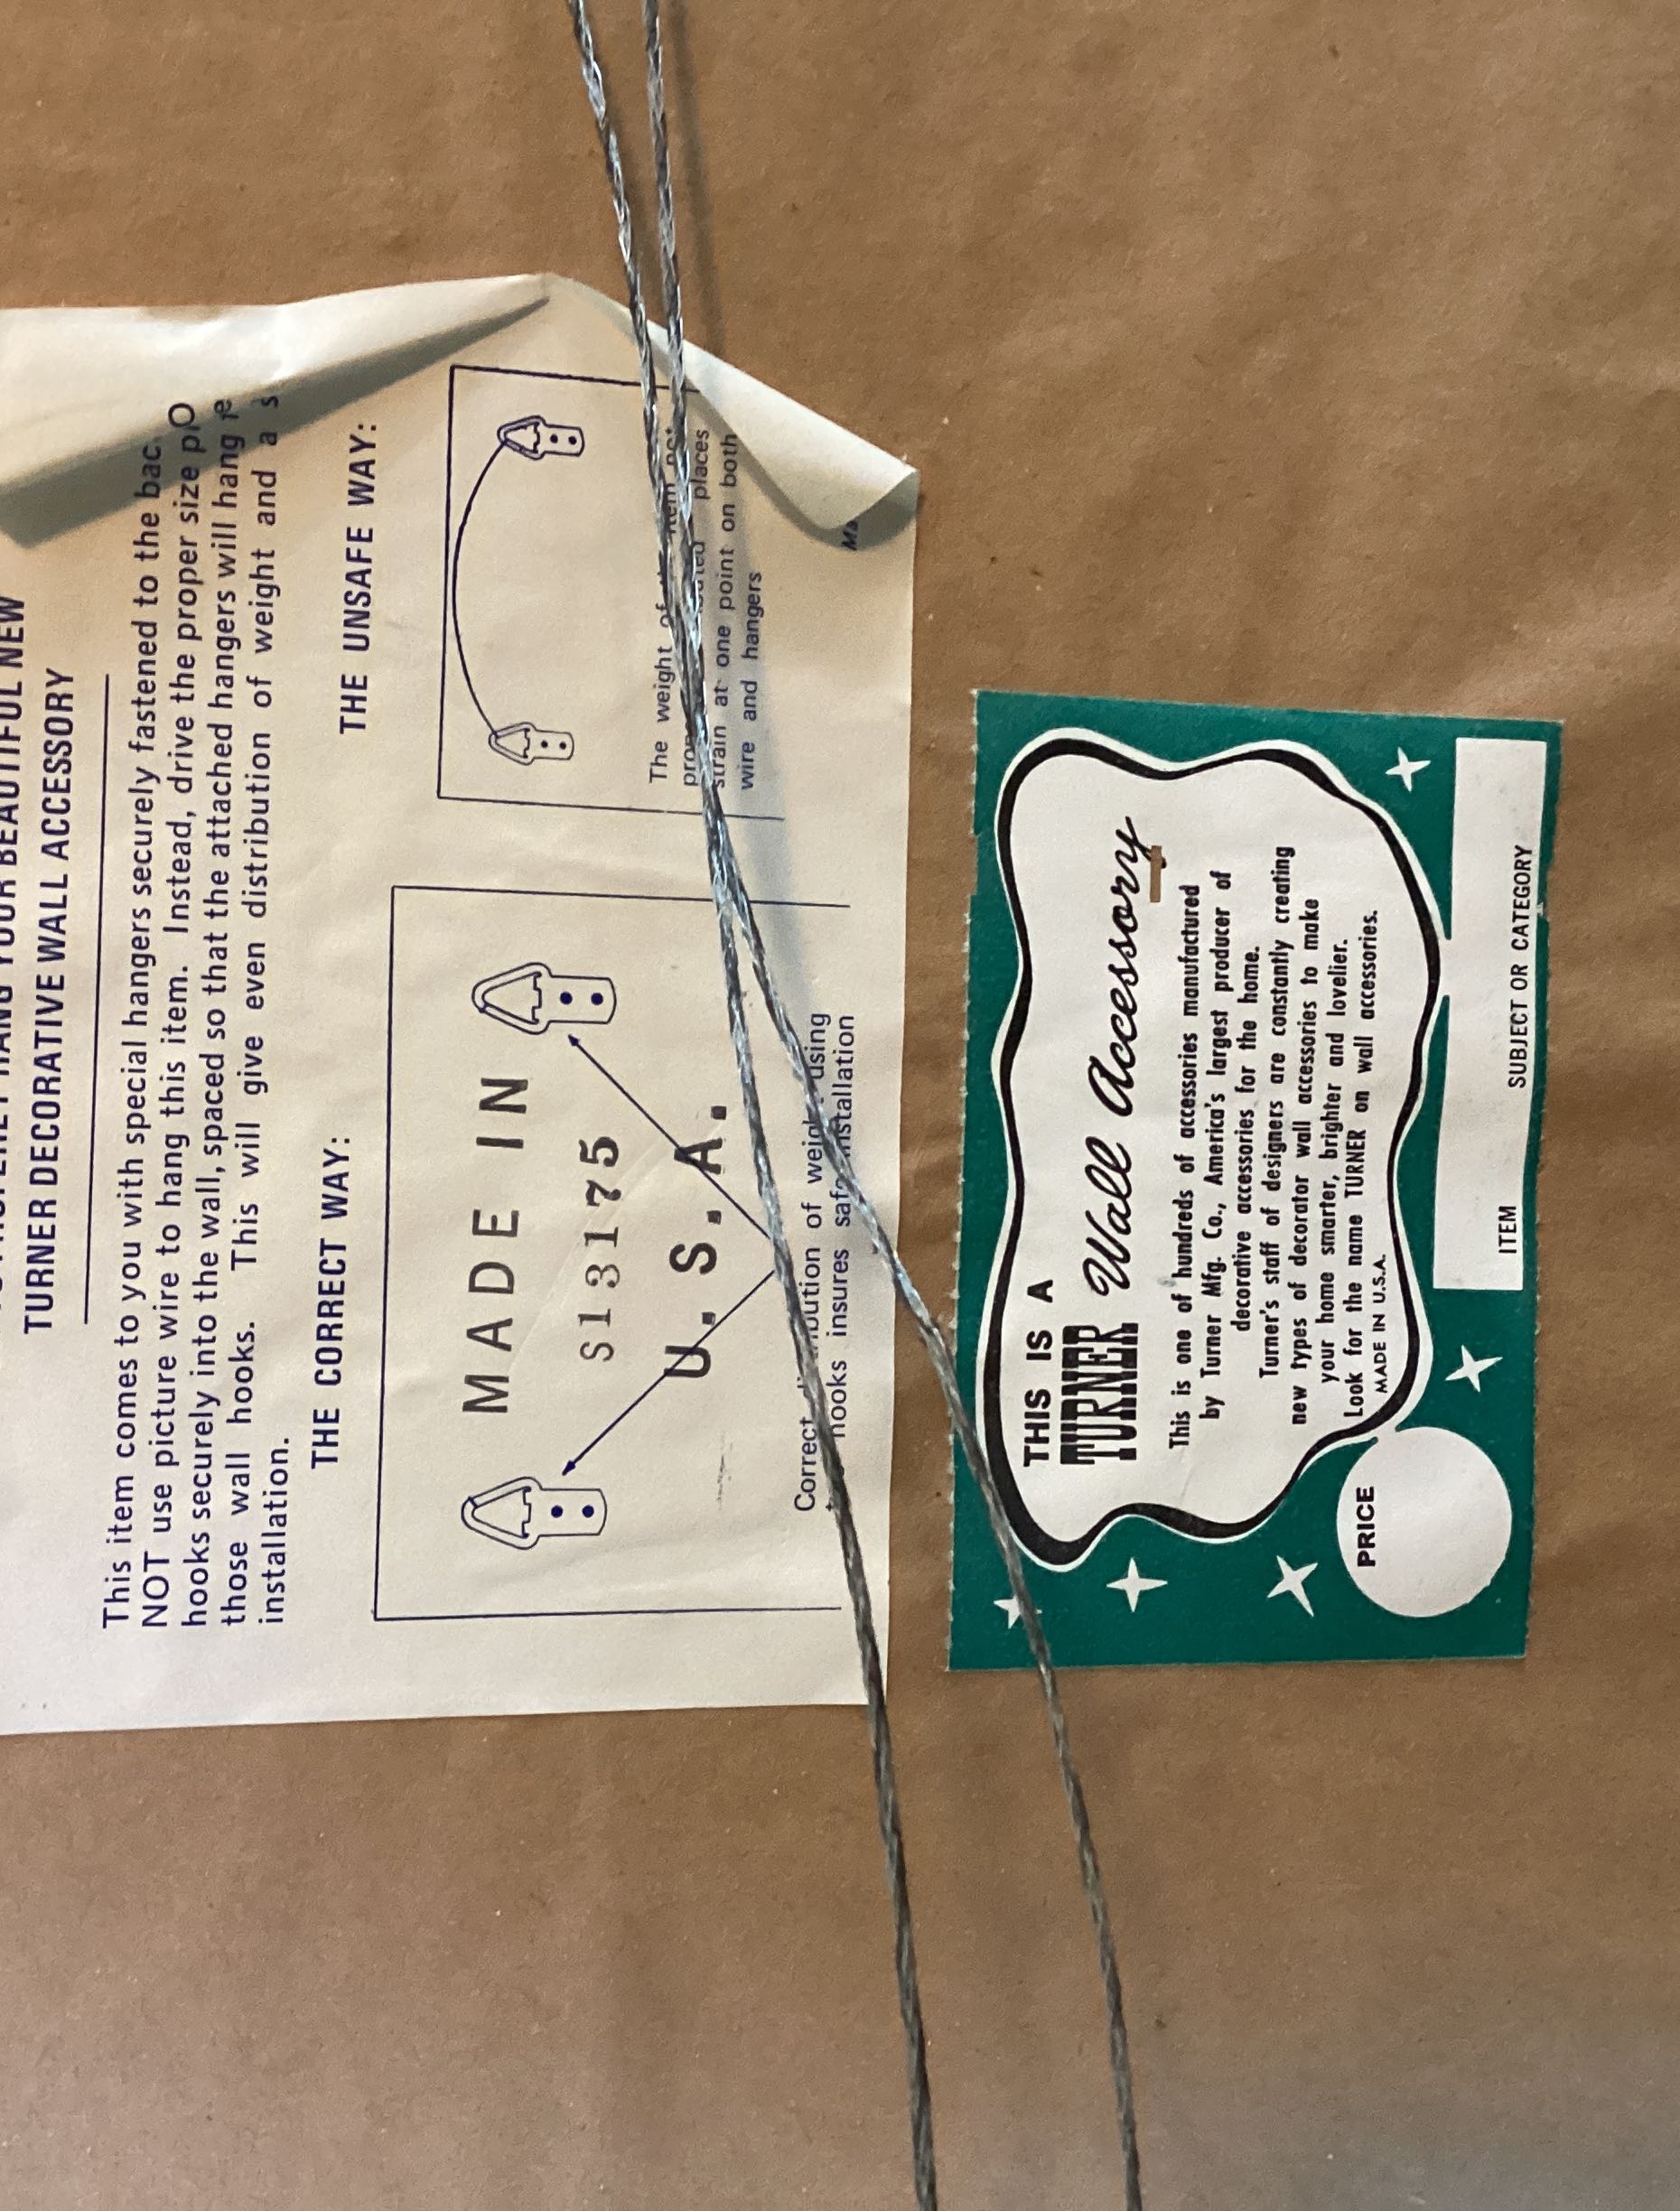 YOUR BEAUTIFUL NEW
TURNER DECORATIVE WALL ACCESSORY
This item comes to you with special hangers securely fastened to the bac
NOT use picture wire to hang this item. Instead, drive the proper size
hooks securely into the wall, spaced so that the attached hangers will hang
those wall hooks. This will give even distribution of weight and a s
installation.
THE CORRECT WAY:
MADE IN
S13175
U.S.A.
Correct of using
hooks insures installation
THE UNSAFE WAY:
The weight
places
strain at one point on both
wire and hangers
THIS IS A
TURNER Wall Accessory
This is one of hundreds of accessories manufactured
by Turner Mfg. Co., America's largest producer of
decorative accessories for the home.
Turner's staff of designers are constantly creating
new types of decorator wall accessories to make
your home smarter, brighter and lovelier.
Look for the name TURNER on wall accessories.
MADE IN U.S.A.
PRICE
ITEM SUBJECT OR CATEGORY